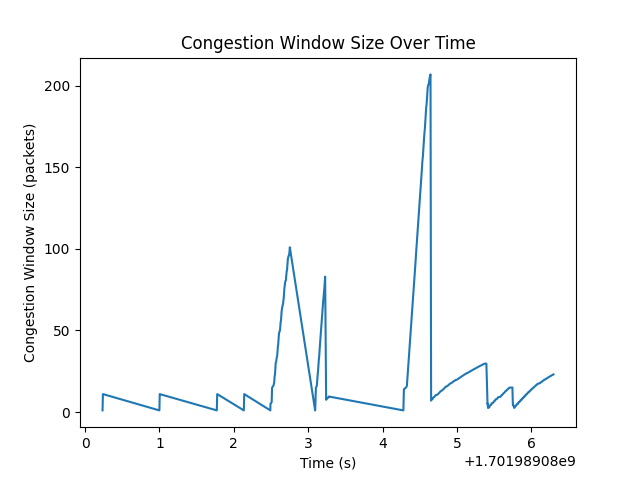 Congestion Window Size Over Time
Congestion Window Size (packets)
200
150
100
50
0
0 1 2 3 4 5 6
Time (s)
+1.70198908e9